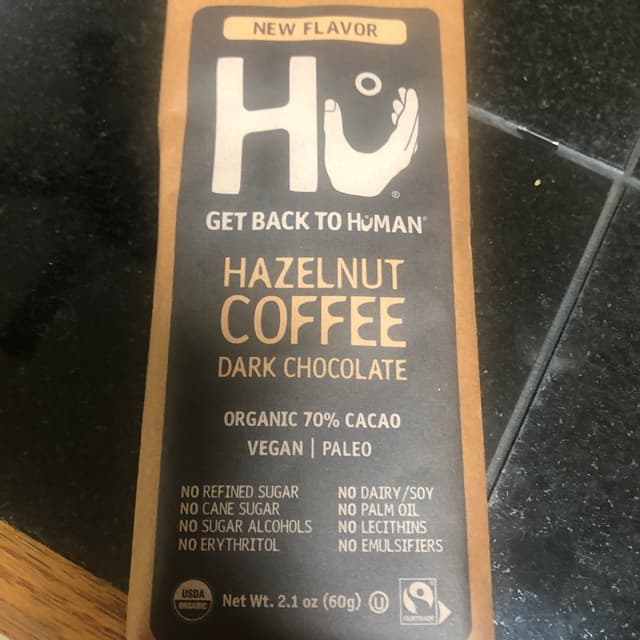 NEW FLAVOR
Hu
GET BACK TO HUMAN®
HAZELNUT
COFFEE
DARK CHOCOLATE
ORGANIC 70% CACAO
VEGAN | PALEO
NO REFINED SUGAR
NO CANE SUGAR
NO SUGAR ALCOHOLS
NO ERYTHRITOL
NO DAIRY/SOY
NO PALM OIL
NO LECITHINS
NO EMULSIFIERS
USDA
ORGANIC
Net Wt. 2.1 oz (60g) U
FAIRTRADE